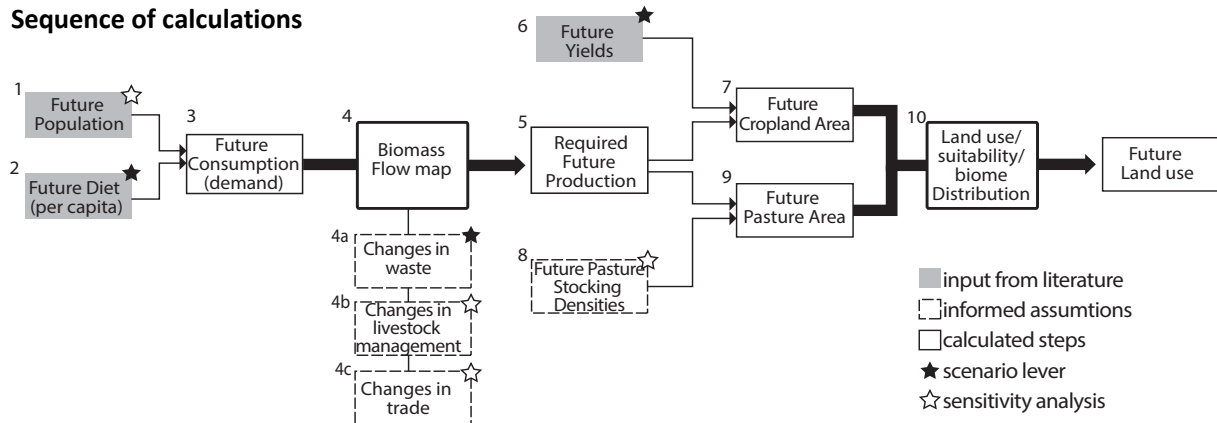 Sequence of calculations
1
Future
Population
2
Future Diet
(per capita)
3
Future
Consumption
(demand)
4
Biomass
Flow map
4a
Changes in
waste
4b
Changes in
livestock
management
4c
Changes in
trade
5
Required
Future
Production
6
Future
Yields
7
Future
Cropland Area
8
Future Pasture
Stocking
Densities
9
Future
Pasture Area
10
Land use/
suitability/
biome
Distribution
Future
Land use
input from literature
informed assumtions
calculated steps
scenario lever
sensitivity analysis